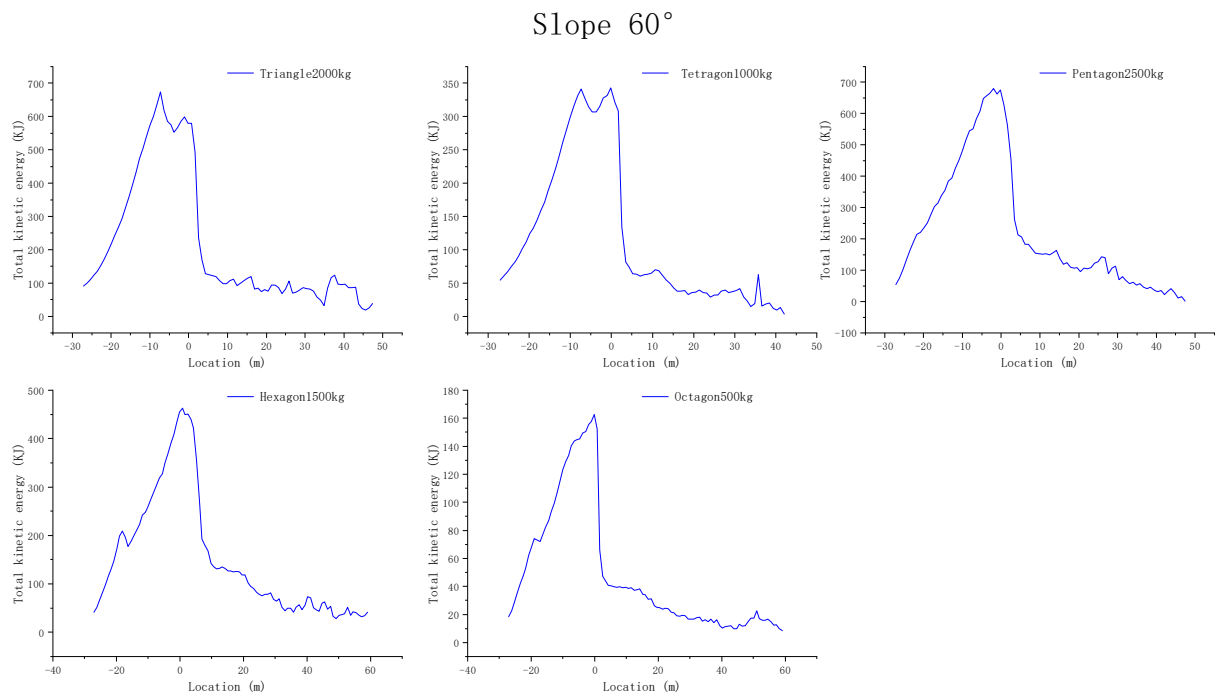 Slope 60°
Triangle2000kg
Total kinetic energy (KJ)
700
600
500
400
300
200
100
0
-30 -20 -10 0 10 20 30 40 50
Location (m)
Tetragon1000kg
Total kinetic energy (KJ)
350
300
250
200
150
100
50
0
-30 -20 -10 0 10 20 30 40 50
Location (m)
Pentagon2500kg
Total kinetic energy (KJ)
700
600
500
400
300
200
100
0
-100
-30 -20 -10 0 10 20 30 40 50
Location (m)
Hexagon1500kg
Total kinetic energy (KJ)
500
400
300
200
100
0
-40 -20 0 20 40 60
Location (m)
Octagon500kg
Total kinetic energy (KJ)
180
160
140
120
100
80
60
40
20
0
-40 -20 0 20 40 60
Location (m)